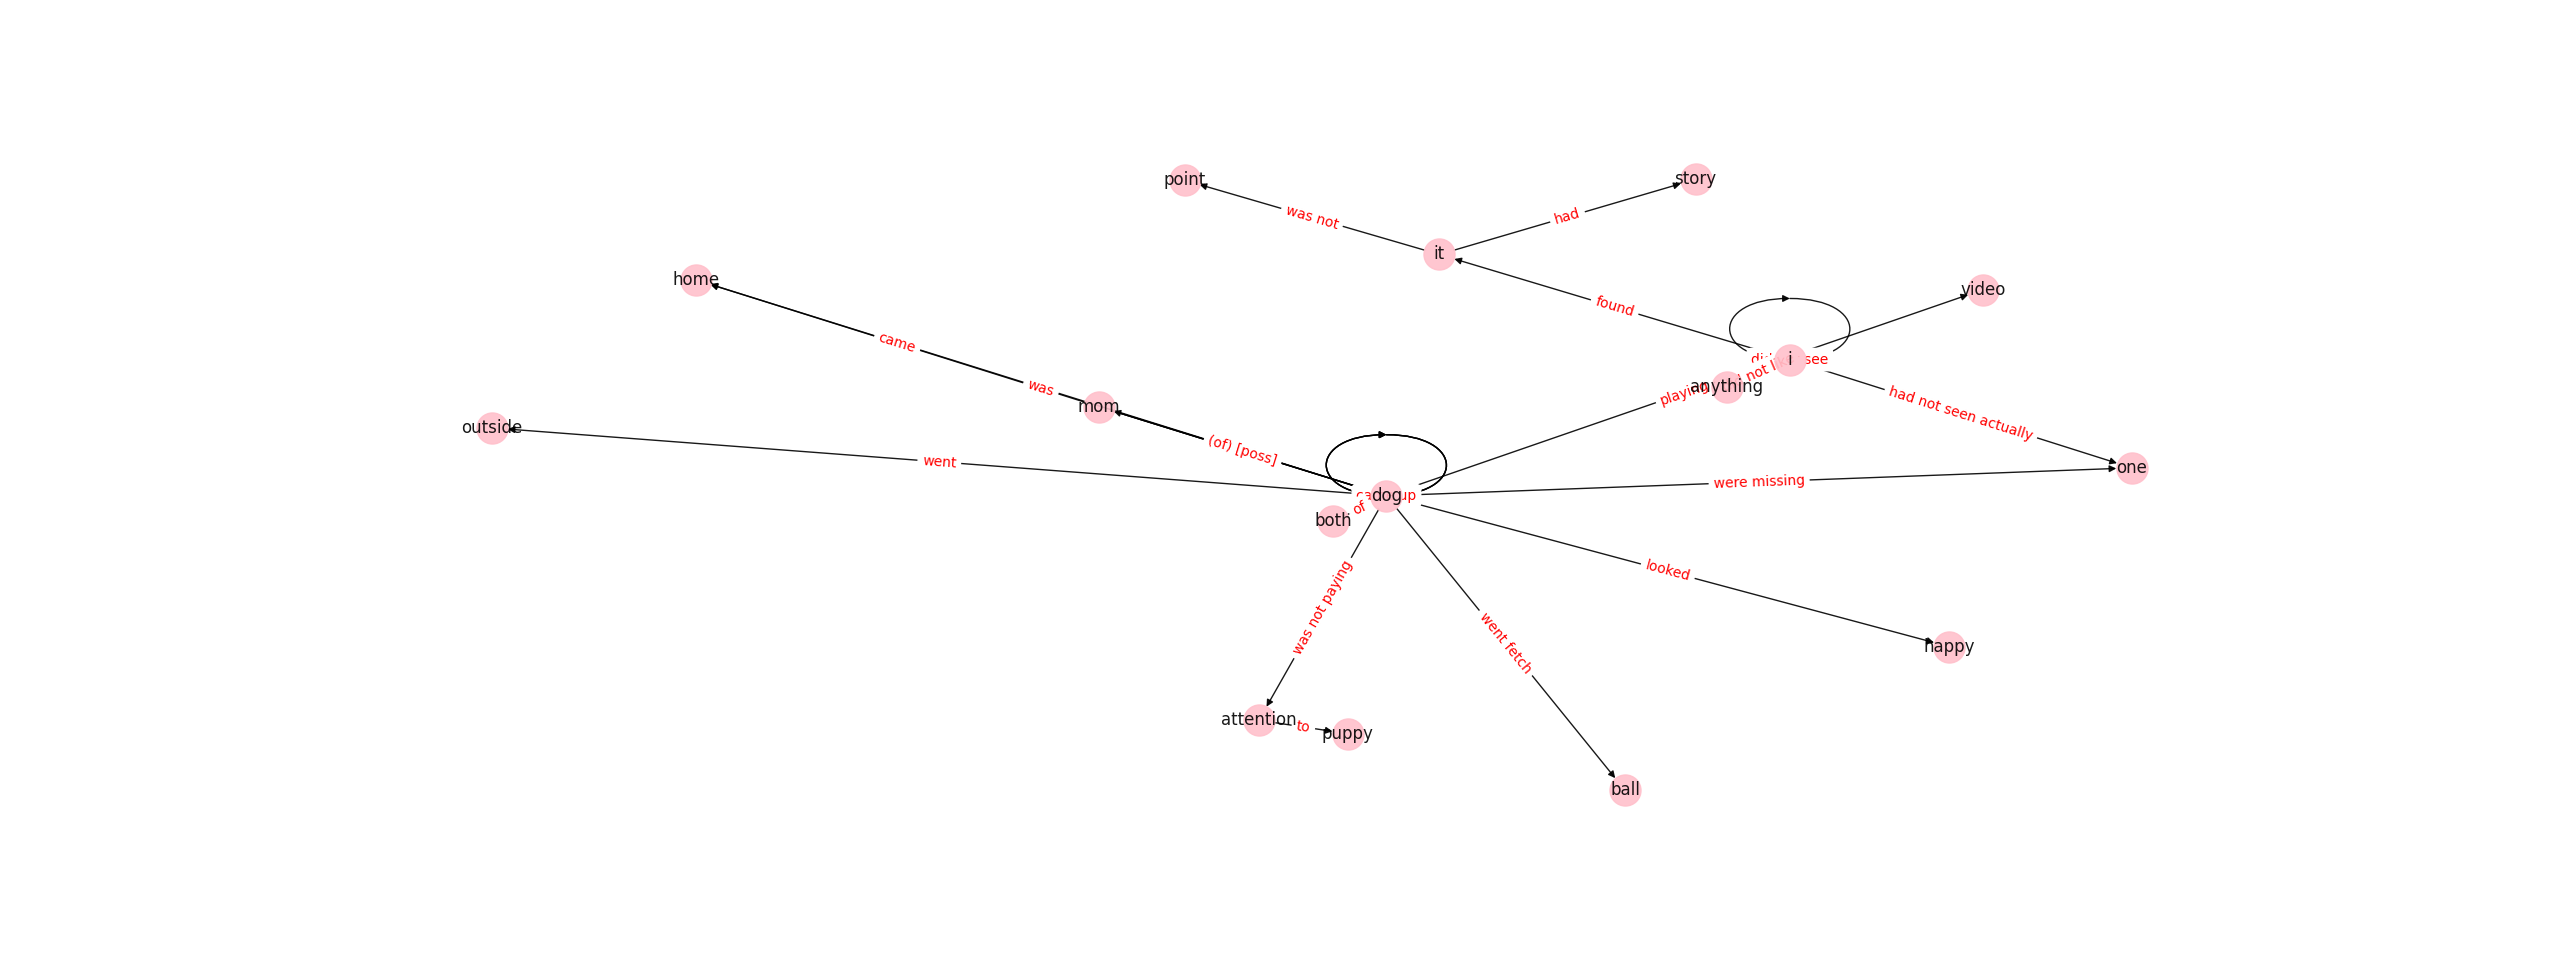 point
story
was not
had
it
home
found
video
came
i
see
anything
playing
not
was
mom
had not seen actually
outside
(of) [poss]
went
one
were missing
dog
up
of
both
looked
was not paying
went fetch
happy
attention
to
puppy
ball